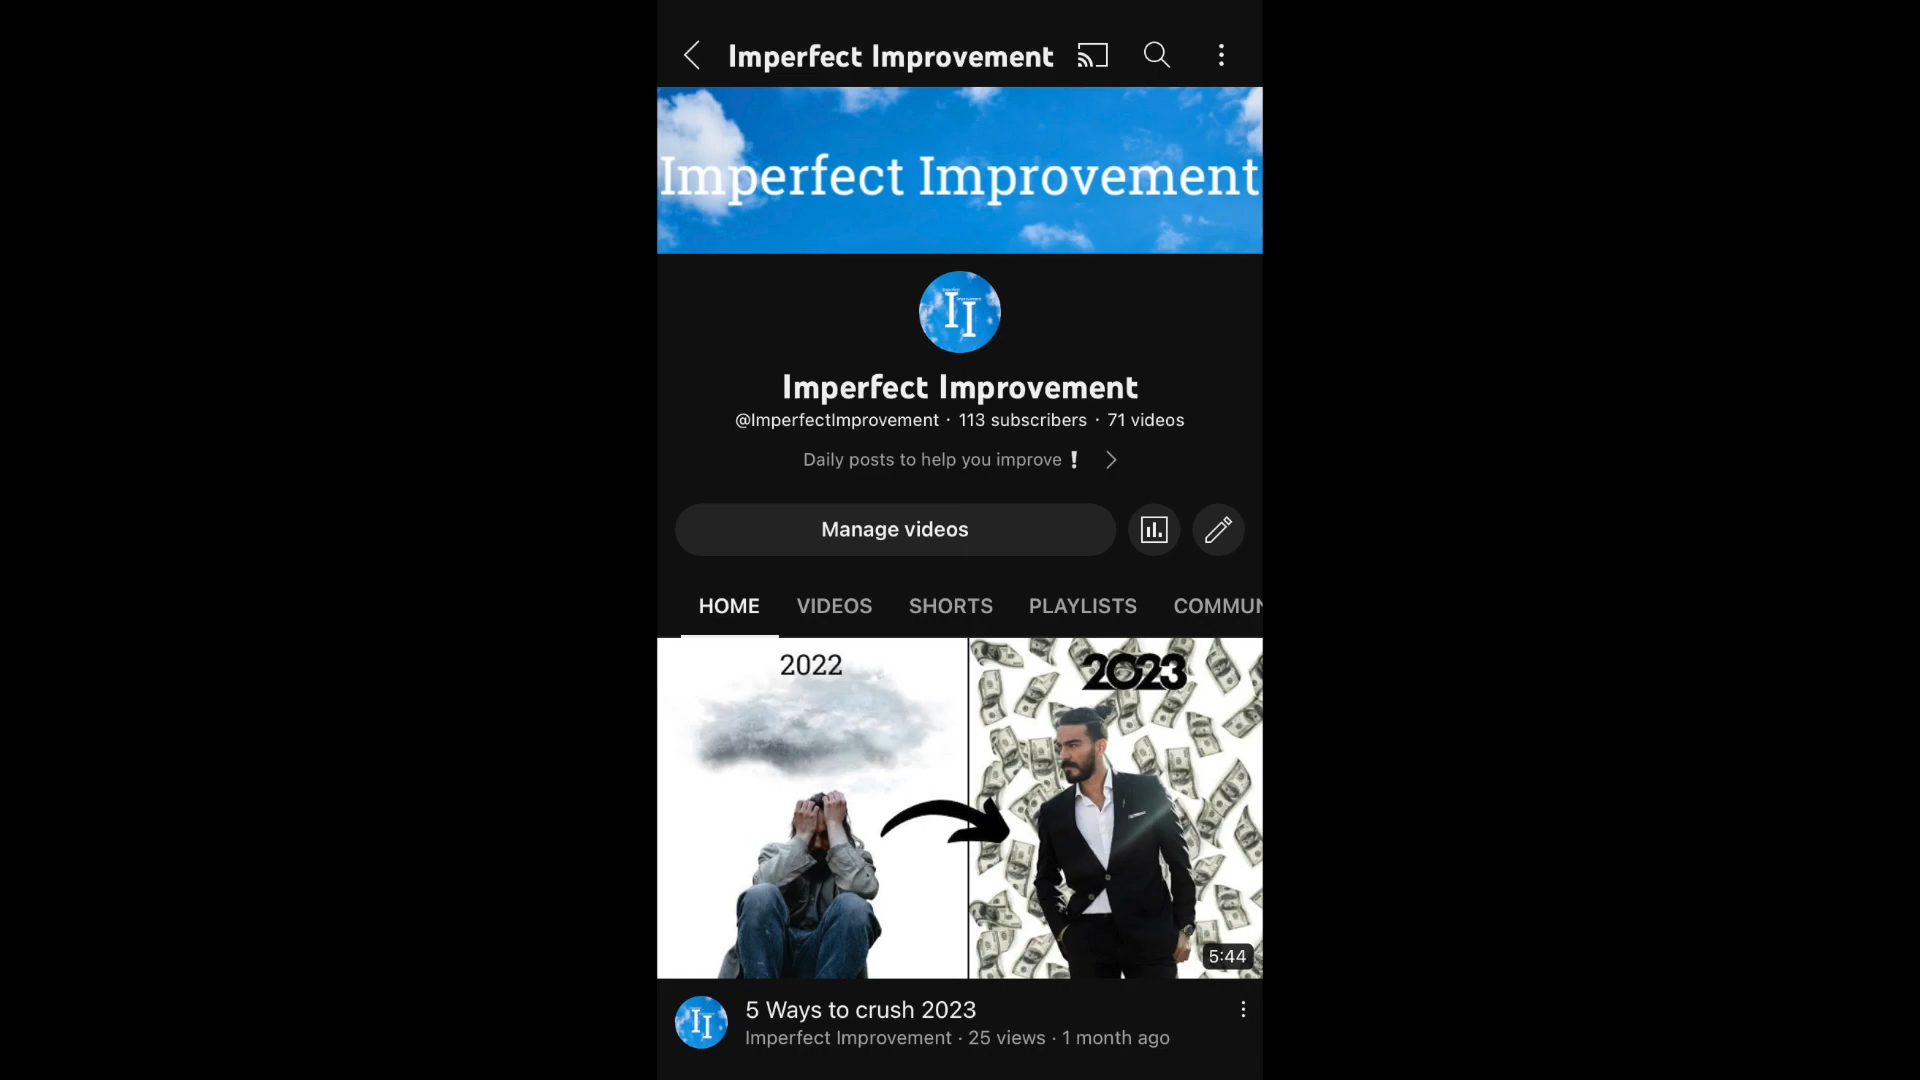 Imperfect Improvement
Imperfect Improvement
II
Imperfect Improvement
@ImperfectImprovement · 113 subscribers · 71 videos
Daily posts to help you improve❗
Manage videos
HOME VIDEOS SHORTS PLAYLISTS COMMUN
2022
2023
5:44
II
5 Ways to crush 2023
Imperfect Improvement · 25 views · 1 month ago